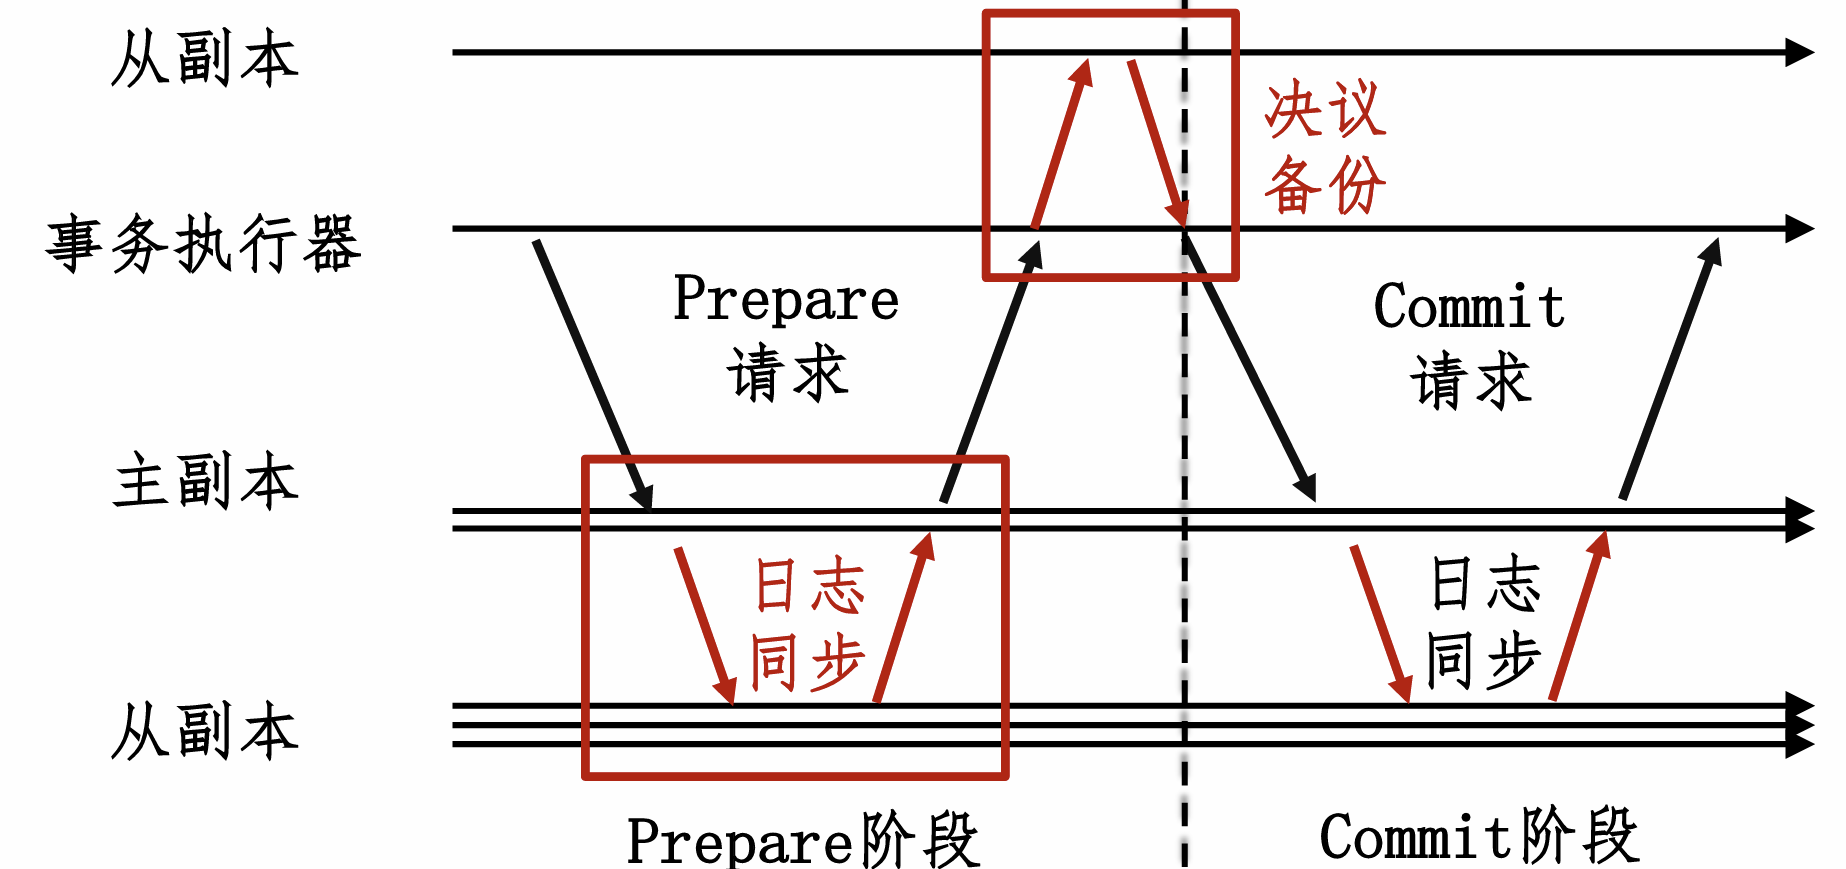 从副本
决议
备份
事务执行器
Prepare
请求
Commit
请求
主副本
日志
同步
日志
同步
从副本
Prepare阶段
Commit阶段